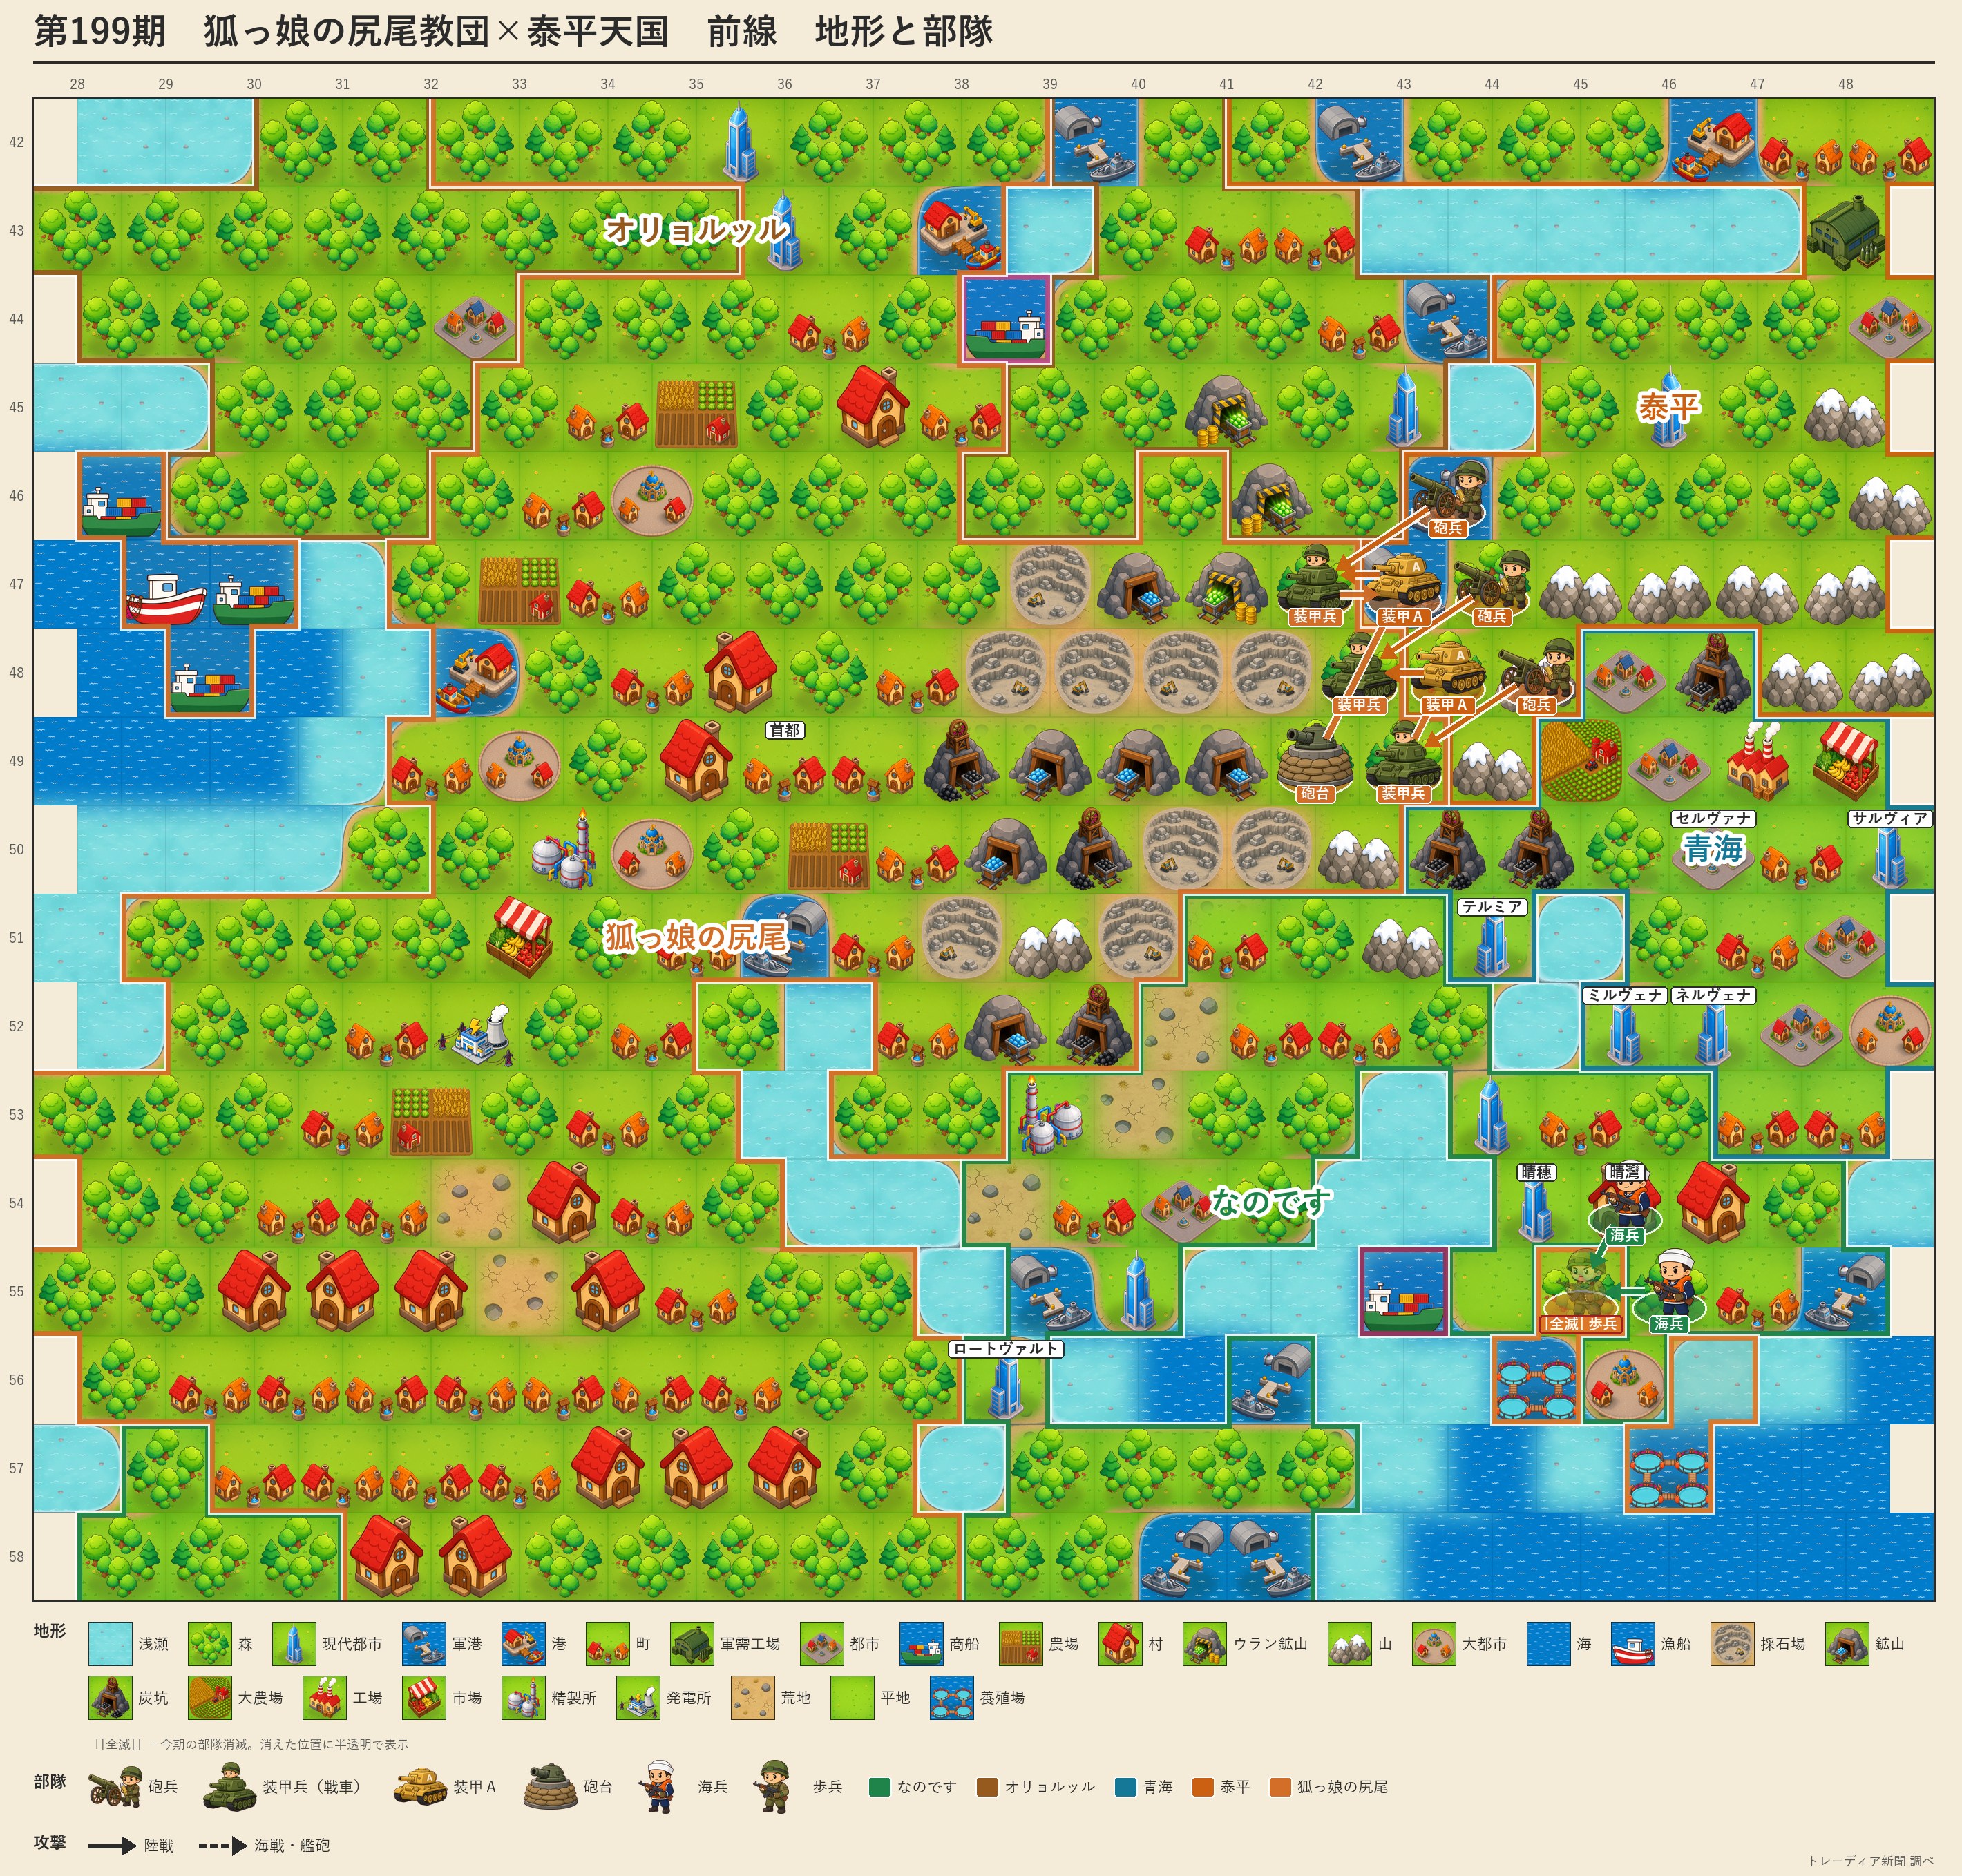 第199期　狐っ娘の尻尾教団×泰平天国　前線　地形と部隊
28 29 30 31 32 33 34 35 36 37 38 39 40 41 42 43 44 45 46 47 48
42
43
オリョルッル
44
45
泰平
46
砲兵
47
装甲兵 装甲A 砲兵
48
装甲兵 装甲A 砲兵
首都
49
砲台 装甲兵
セルヴァナ サルヴィア
50
青海
テルミア
51
狐っ娘の尻尾
ミルヴェナ ネルヴェナ
52
53
晴穂 晴灣
54
なのです
海兵
55
[全滅] 歩兵 海兵
ロートヴァルト
56
57
58
地形 浅瀬 森 現代都市 軍港 港 町 軍需工場 都市 商船 農場 村 ウラン鉱山 山 大都市 海 漁船 採石場 鉱山
炭坑 大農場 工場 市場 精製所 発電所 荒地 平地 養殖場
「[全滅]」＝今期の部隊消滅。消えた位置に半透明で表示
部隊 砲兵 装甲兵（戦車） 装甲A 砲台 海兵 歩兵 なのです オリョルッル 青海 泰平 狐っ娘の尻尾
攻撃 陸戦 海戦・艦砲
トレーディア新聞 調べ